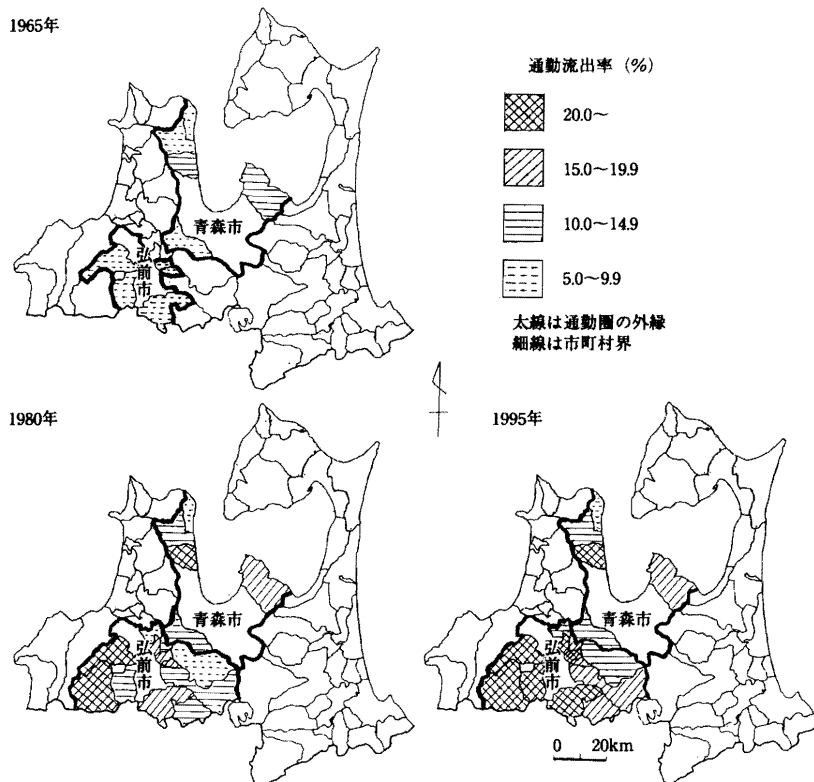 1965年
青森市
弘前市
通勤流出率 (%)
20.0～
15.0～19.9
10.0～14.9
5.0～9.9
太線は通勤圏の外縁
細線は市町村界
1980年
青森市
弘前市
1995年
青森市
弘前市
0 20km